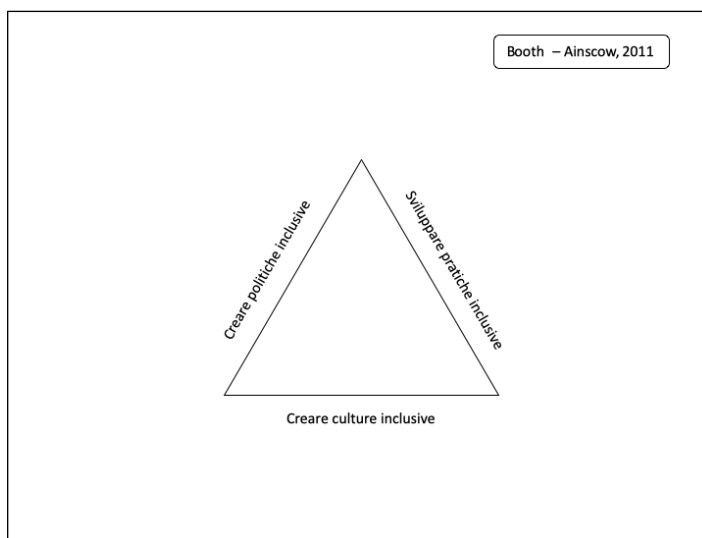 Booth – Ainscow, 2011
Creare politiche inclusive
Sviluppare pratiche inclusive
Creare culture inclusive